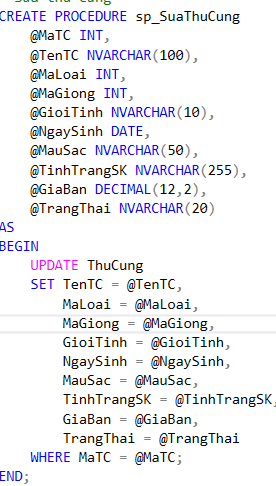 CREATE PROCEDURE sp_SuaThuCung
    @MaTC INT,
    @TenTC NVARCHAR(100),
    @MaLoai INT,
    @MaGiong INT,
    @GioiTinh NVARCHAR(10),
    @NgaySinh DATE,
    @MauSac NVARCHAR(50),
    @TinhTrangSK NVARCHAR(255),
    @GiaBan DECIMAL(12,2),
    @TrangThai NVARCHAR(20)
AS
BEGIN
    UPDATE ThuCung
    SET TenTC = @TenTC,
        MaLoai = @MaLoai,
        MaGiong = @MaGiong,
        GioiTinh = @GioiTinh,
        NgaySinh = @NgaySinh,
        MauSac = @MauSac,
        TinhTrangSK = @TinhTrangSK,
        GiaBan = @GiaBan,
        TrangThai = @TrangThai
    WHERE MaTC = @MaTC;
END;